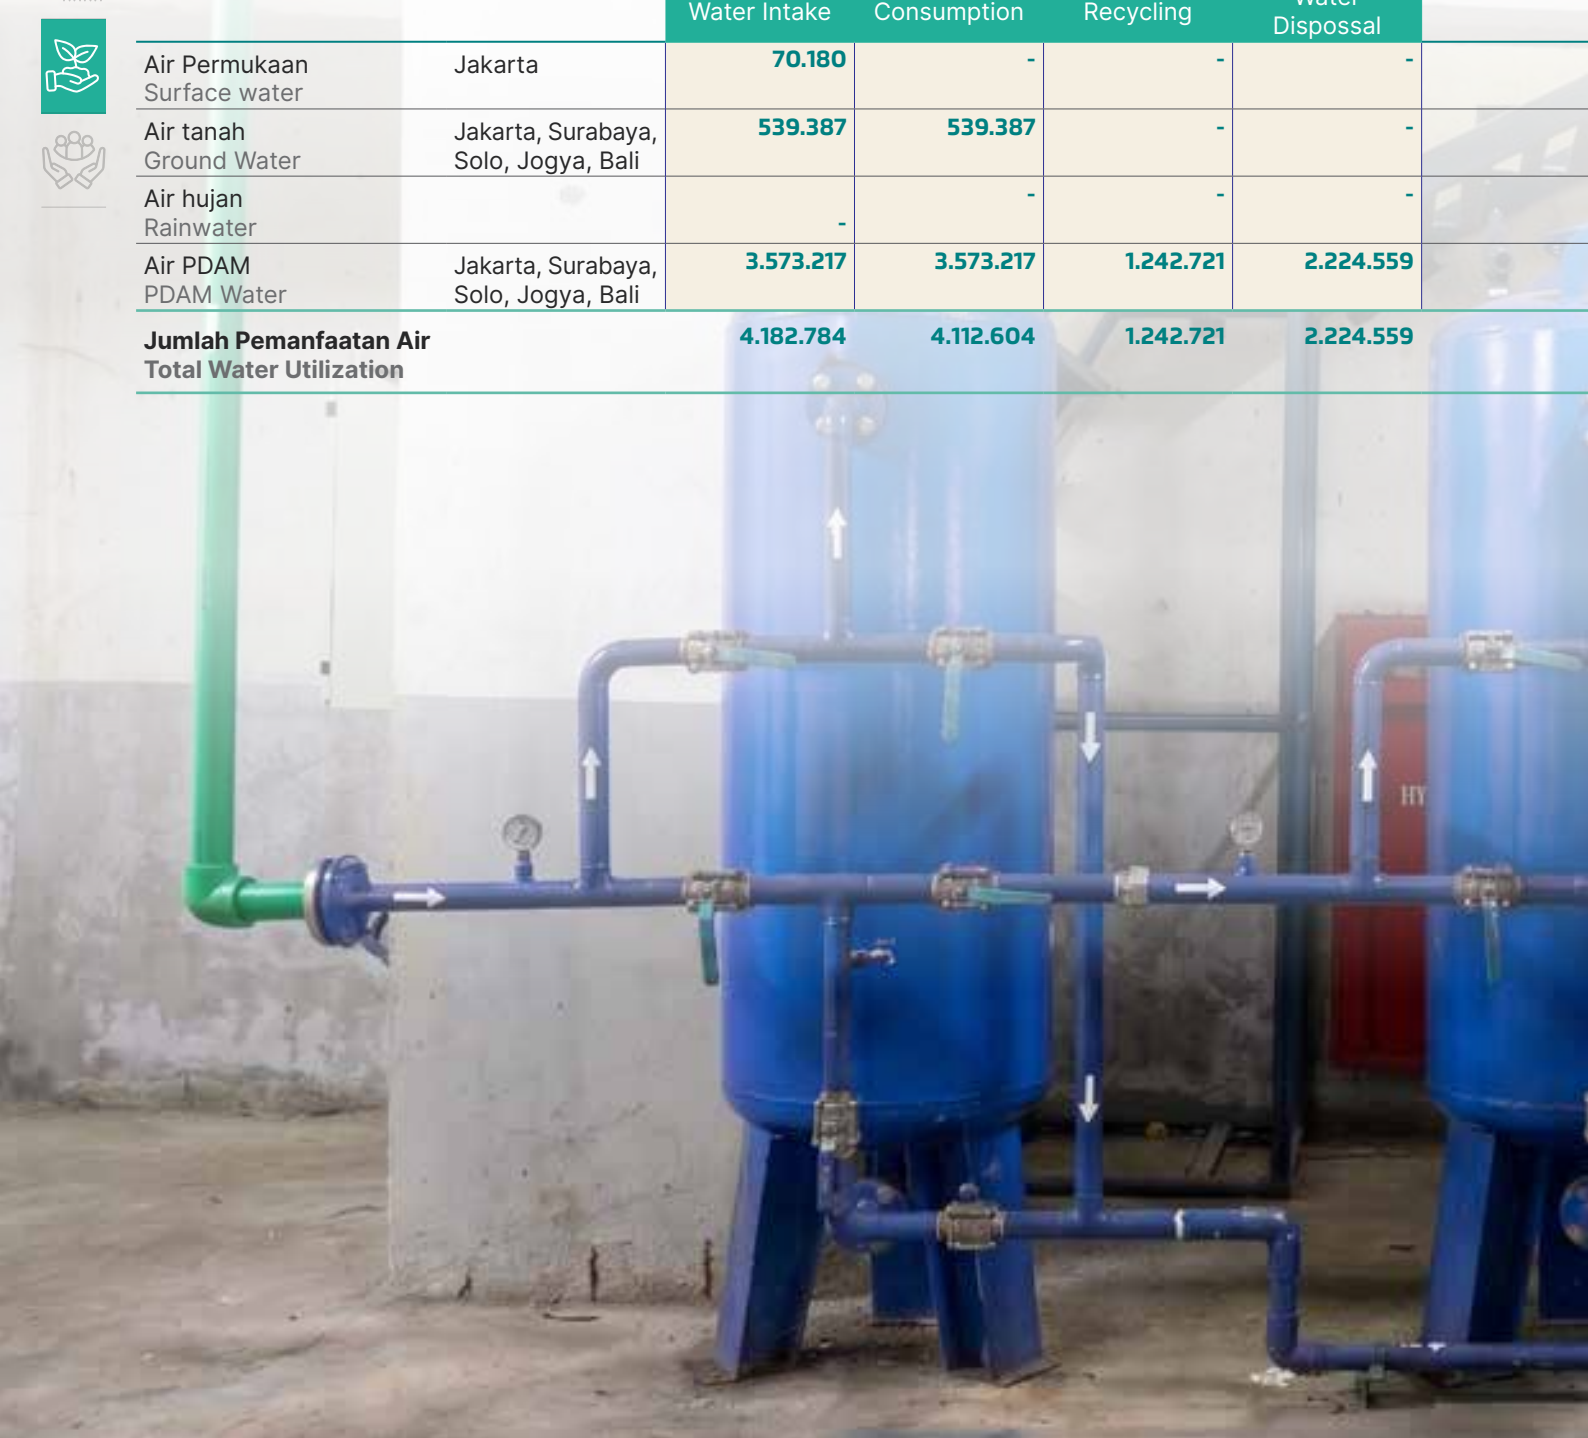 Water Intake Consumption Recycling Water
Dispossal
Air Permukaan Jakarta 70.180 - - -
Surface water
Air tanah Jakarta, Surabaya, 539.387 539.387 - -
Ground Water Solo, Jogya, Bali
Air hujan - - -
Rainwater -
Air PDAM Jakarta, Surabaya, 3.573.217 3.573.217 1.242.721 2.224.559
PDAM Water Solo, Jogya, Bali
Jumlah Pemanfaatan Air 4.182.784 4.112.604 1.242.721 2.224.559
Total Water Utilization
HY